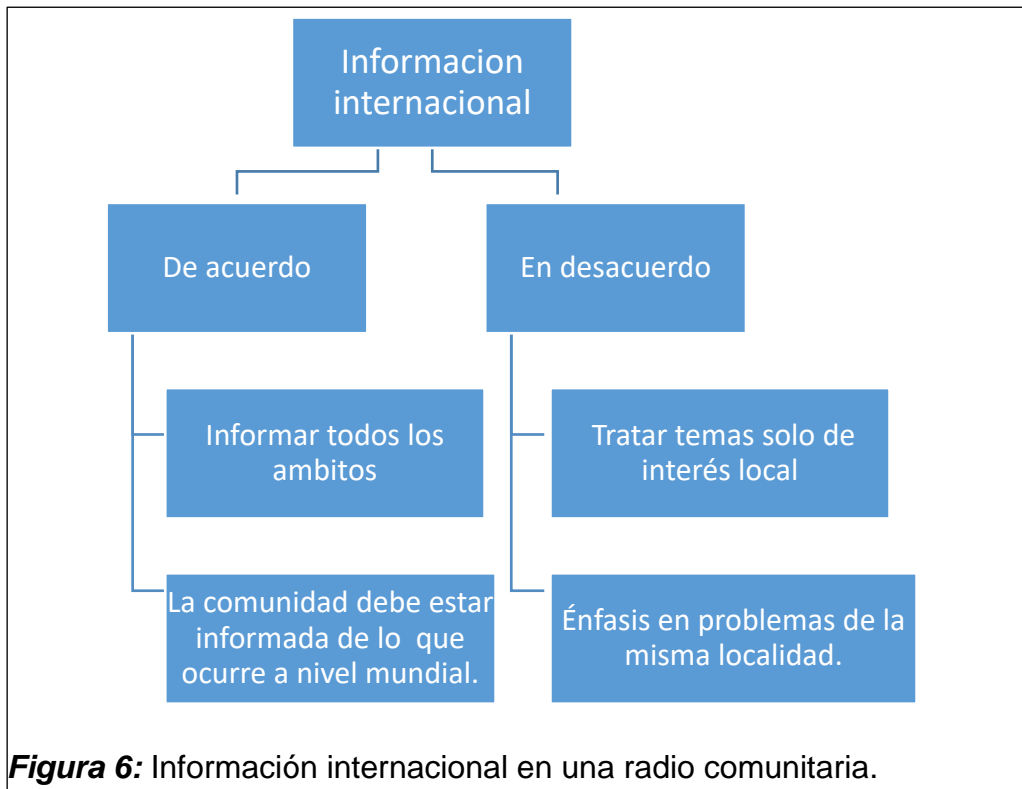 Informacion
internacional
De acuerdo
En desacuerdo
Informar todos los
ambitos
Tratar temas solo de
interés local
La comunidad debe estar
informada de lo que
ocurre a nivel mundial.
Énfasis en problemas de la
misma localidad.
Figura 6: Información internacional en una radio comunitaria.